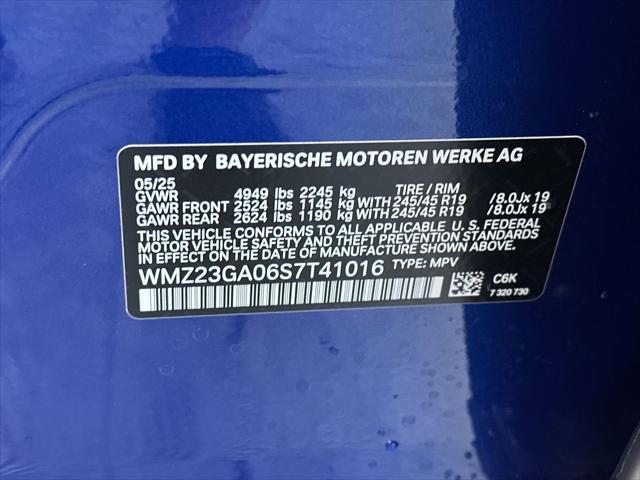 MFD BY BAYERISCHE MOTOREN WERKE AG
05/25
GVWR 4949 lbs 2245 kg TIRE / RIM
GAWR FRONT 2524 lbs 1145 kg WITH 245/45 R19 /8.0Jx 19
GAWR REAR 2624 lbs 1190 kg WITH 245/45 R19 /8.0Jx 19
THIS VEHICLE CONFORMS TO ALL APPLICABLE U.S. FEDERAL
MOTOR VEHICLE SAFETY AND THEFT PREVENTION STANDARDS
IN EFFECT ON THE DATE OF MANUFACTURE SHOWN ABOVE.
WMZ23GA06S7T41016 TYPE: MPV
C6K
7 320 730